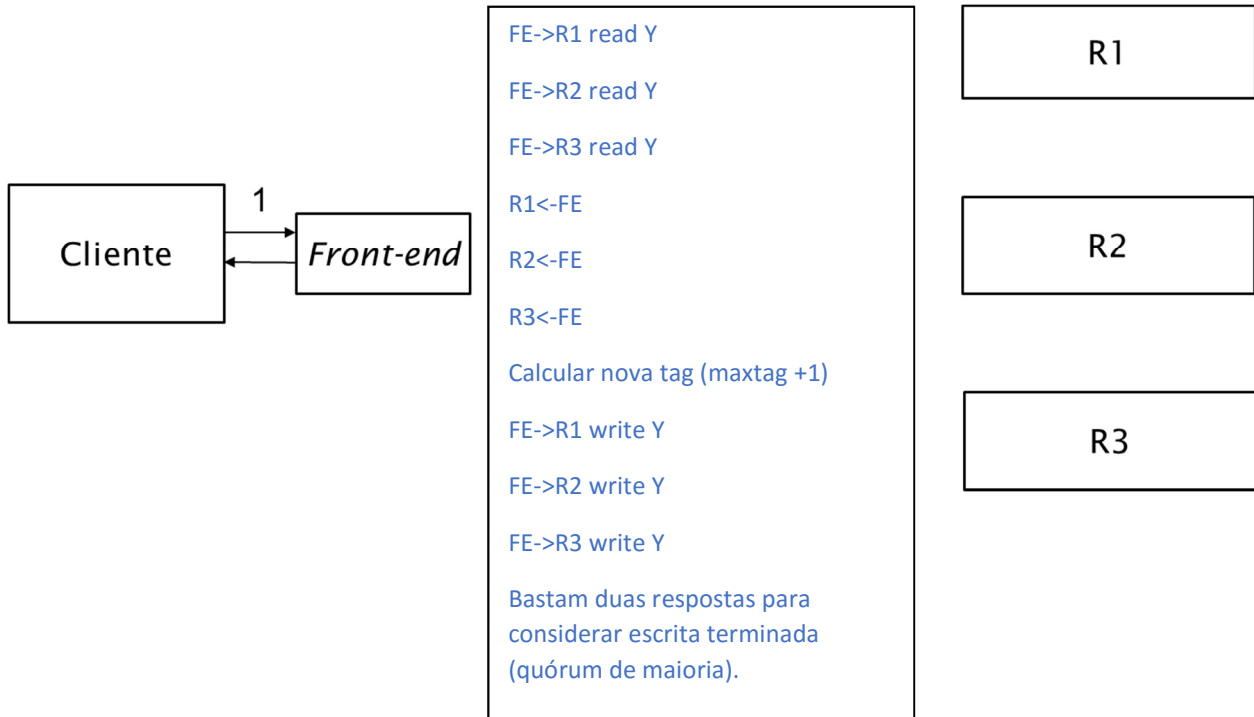 FE->R1 read Y
FE->R2 read Y
FE->R3 read Y
R1<-FE
R2<-FE
R3<-FE
Calcular nova tag (maxtag +1)
FE->R1 write Y
FE->R2 write Y
FE->R3 write Y
Bastam duas respostas para
considerar escrita terminada
(quórum de maioria).
Cliente
1
Front-end
R1
R2
R3